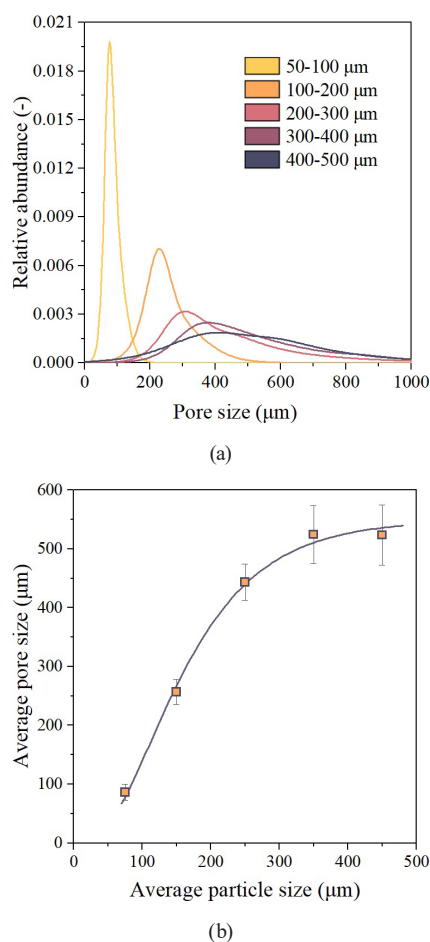 0.021
0.018
0.015
0.012
0.009
0.006
0.003
0.000
Relative abundance (-)
50-100 μm
100-200 μm
200-300 μm
300-400 μm
400-500 μm
0 200 400 600 800 1000
Pore size (μm)
(a)
600
500
400
300
200
100
0
Average pore size (μm)
0 100 200 300 400 500
Average particle size (μm)
(b)